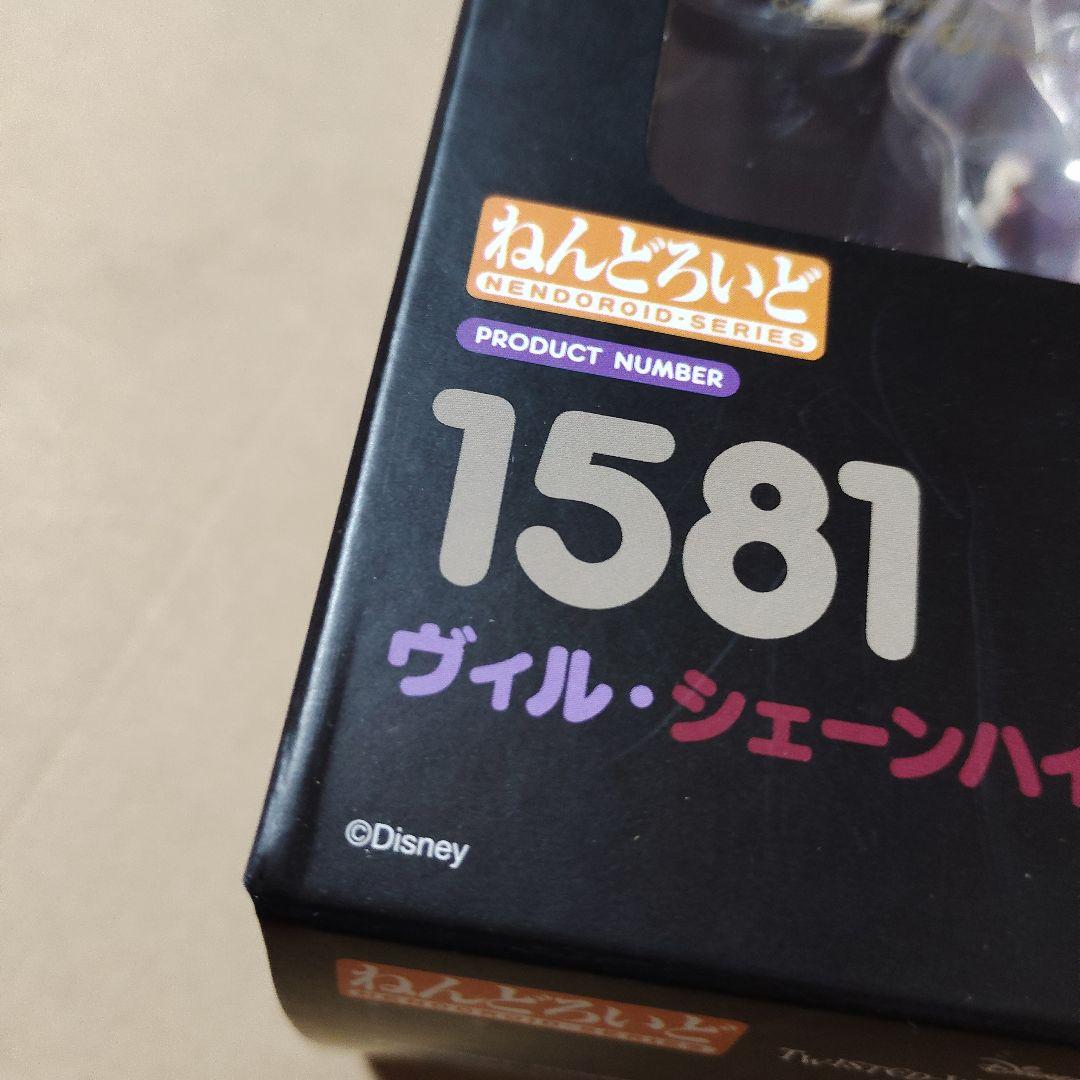 ねんどろいど
NENDOROID·SERIES
PRODUCT NUMBER
1581
ヴィル・シェーンハイ
©Disney
ねんどろいど